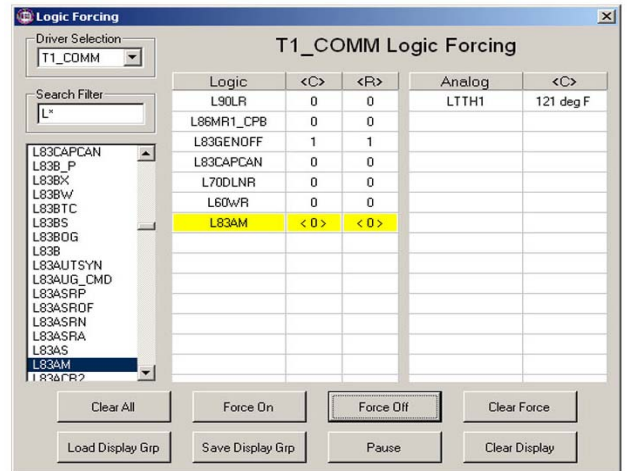 Logic Forcing
Driver Selection
T1_COMM
T1_COMM Logic Forcing
Search Filter
L*
L83CAPCAN
L83B_P
L83BX
L83BW
L83BTC
L83BS
L83BOG
L83B
L83AUTSYN
L83AUG_CMD
L83ASRP
L83ASROF
L83ASRN
L83ASRA
L83AS
L83AM
L83ACR2
Logic <C> <R>
L90LR 0 0
L86MR1_CPB 0 0
L83GENOFF 1 1
L83CAPCAN 0 0
L70DLNR 0 0
L60WR 0 0
L83AM < 0 > < 0 >
Analog <C>
LTTH1 121 deg F
Clear All Force On Force Off Clear Force
Load Display Grp Save Display Grp Pause Clear Display